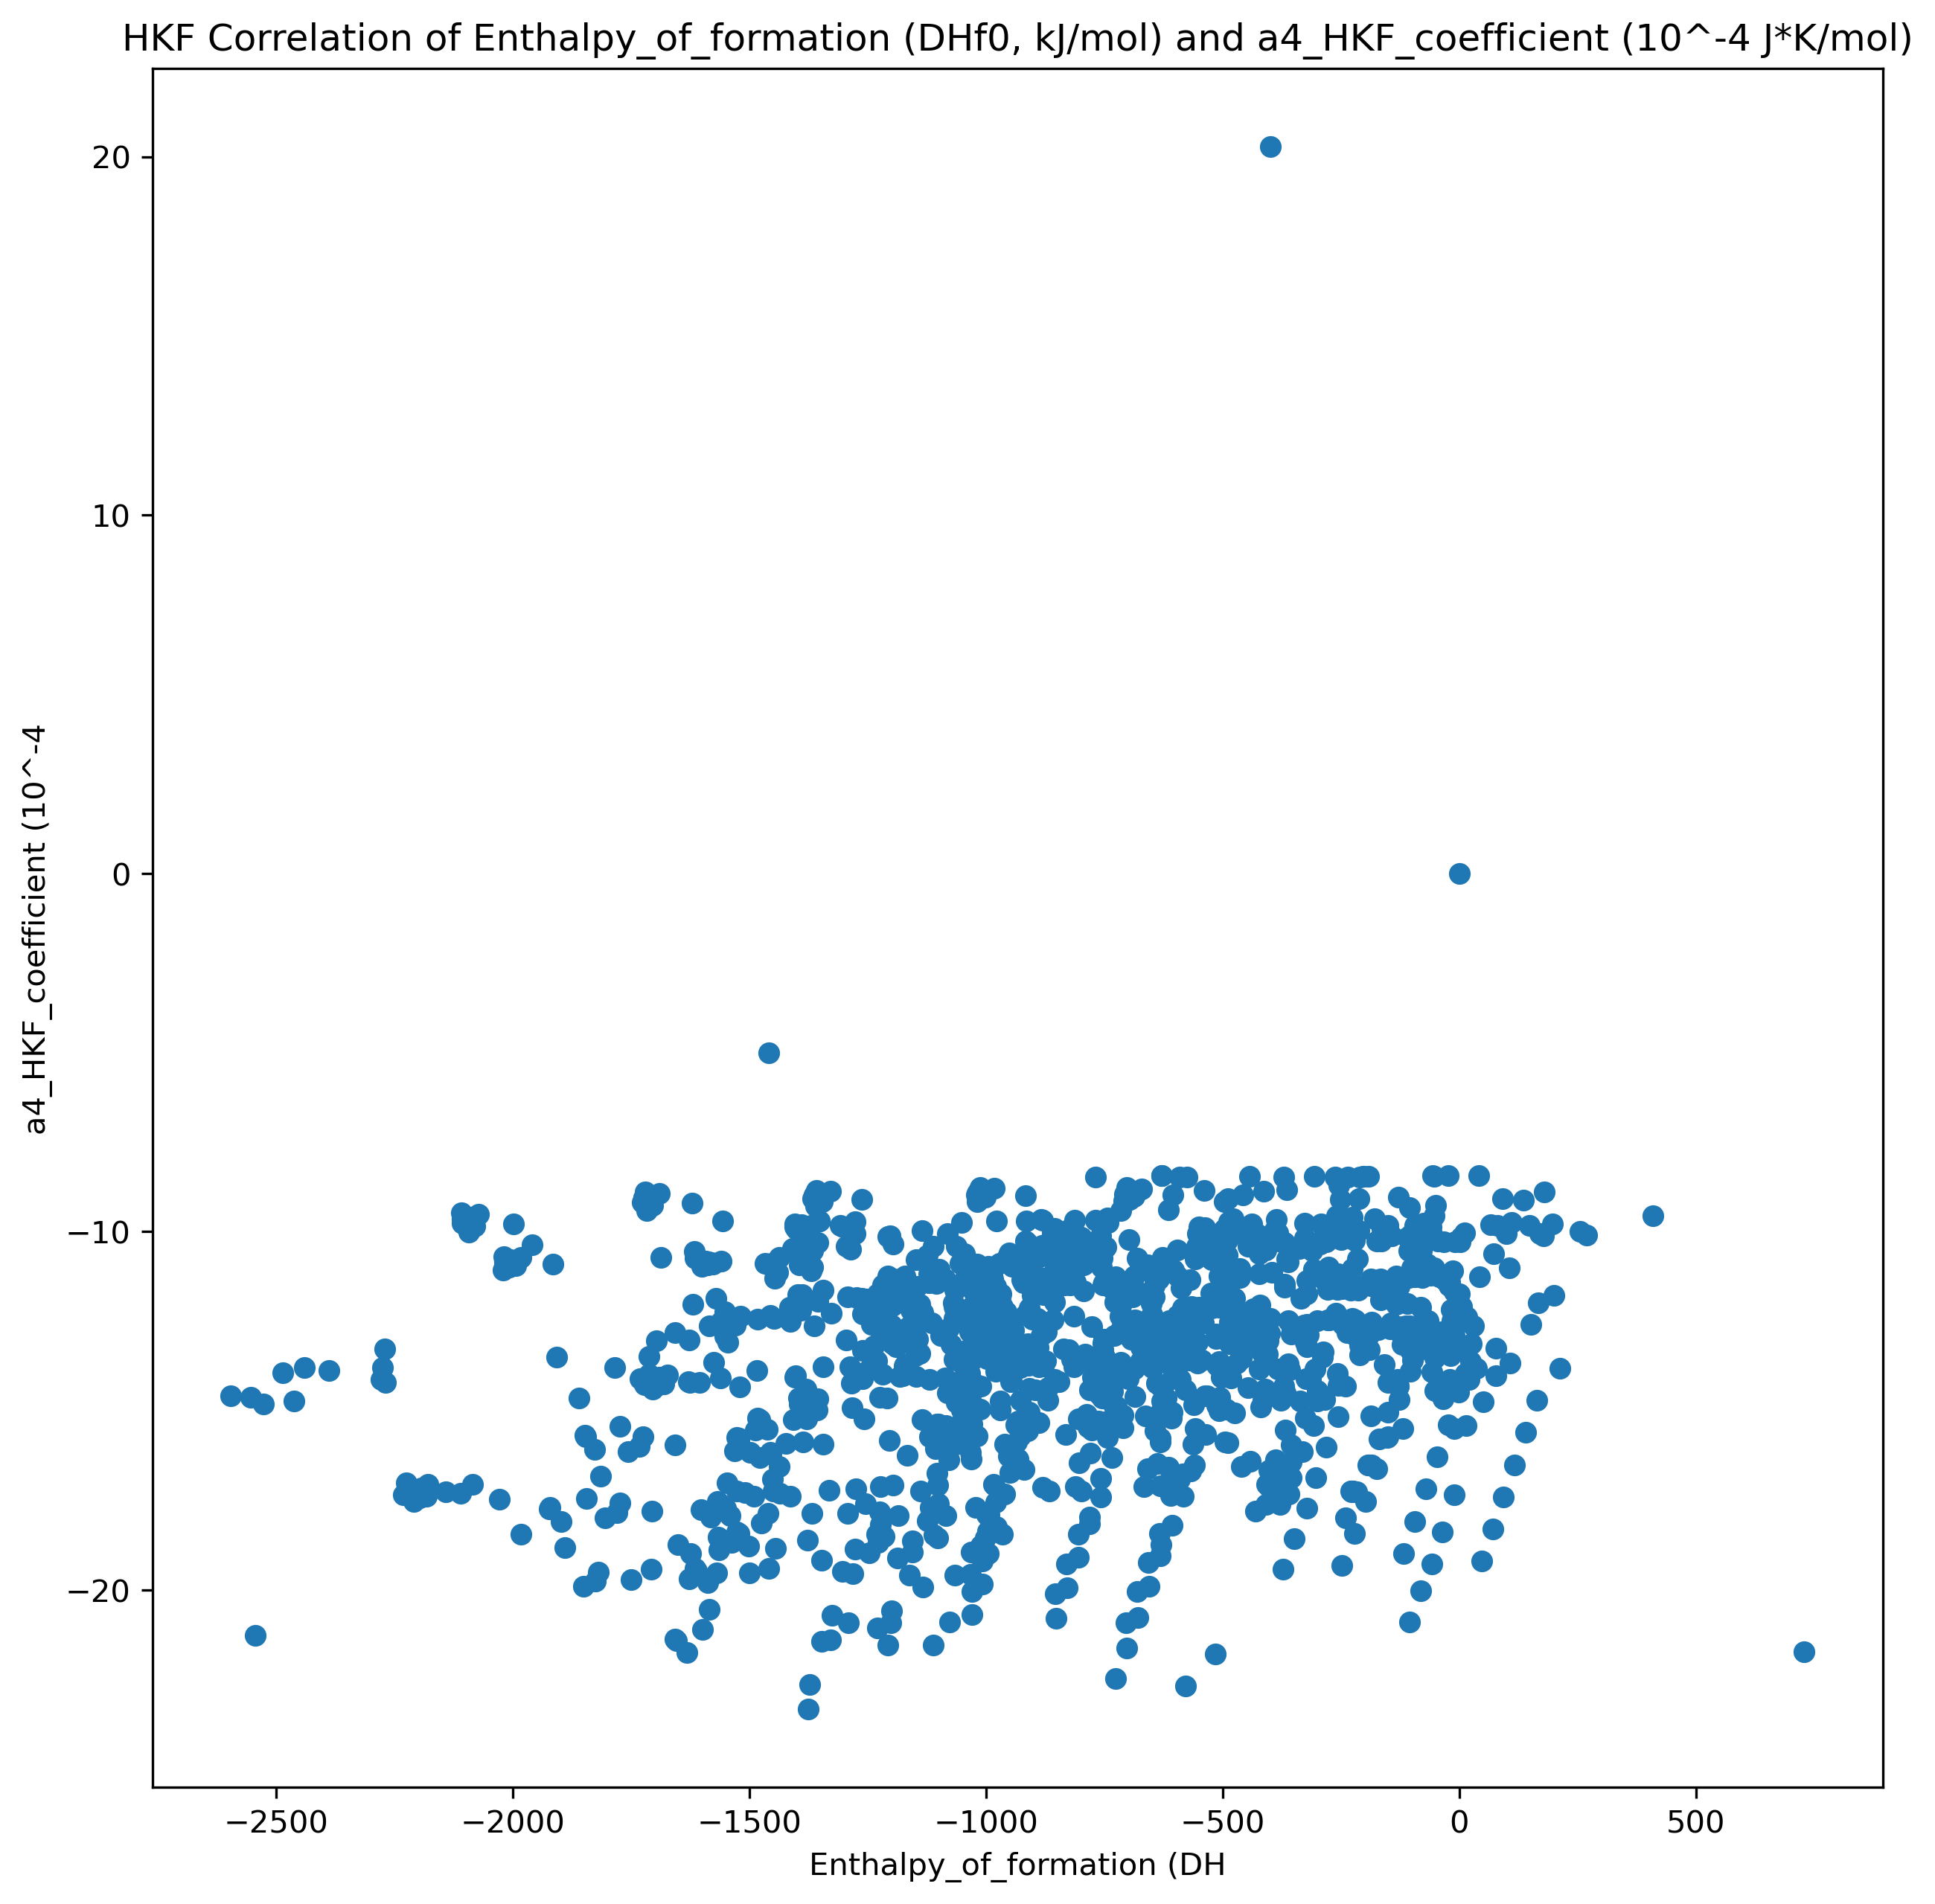 HKF Correlation of Enthalpy_of_formation (DHf0, kJ/mol) and a4_HKF_coefficient (10^-4 J*K/mol)
20
10
0
−10
−20
a4_HKF_coefficient (10^-4
−2500 −2000 −1500 −1000 −500 0 500
Enthalpy_of_formation (DH